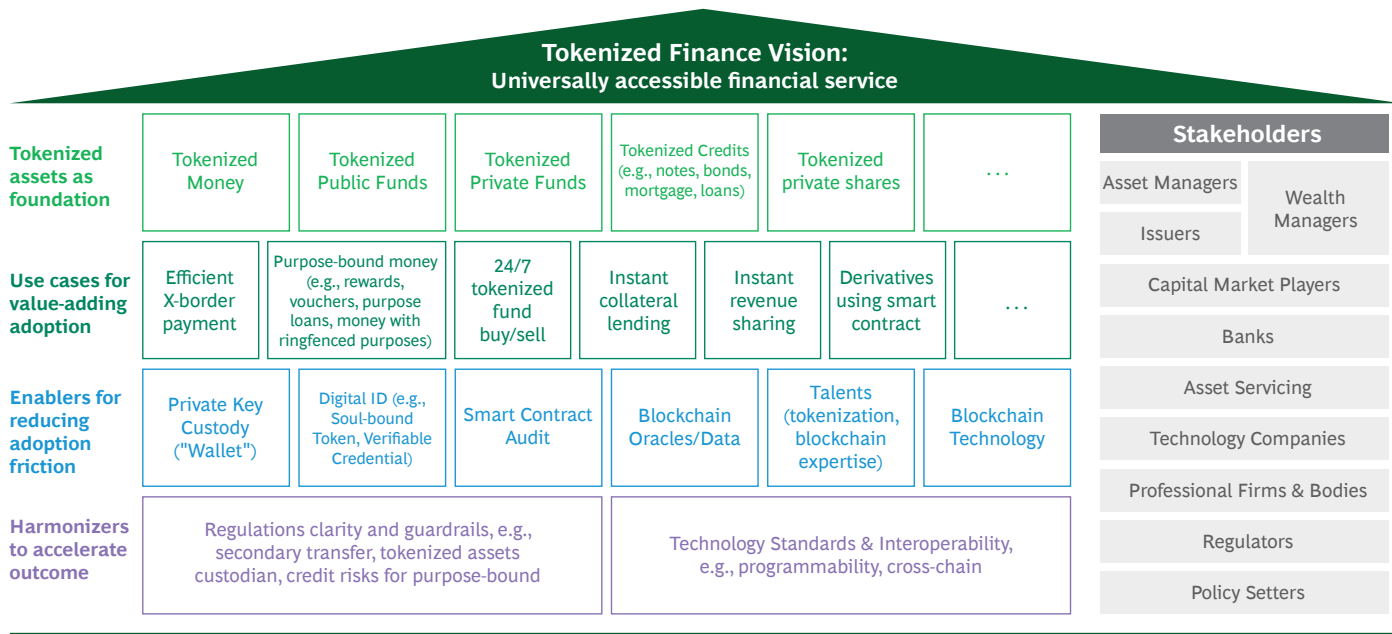 Tokenized Finance Vision:
Universally accessible financial service
Tokenized
assets as
foundation
Tokenized
Money
Tokenized
Public Funds
Tokenized
Private Funds
Tokenized Credits
(e.g., notes, bonds,
mortgage, loans)
Tokenized
private shares
...
Use cases for
value-adding
adoption
Efficient
X-border
payment
Purpose-bound money
(e.g., rewards,
vouchers, purpose
loans, money with
ringfenced purposes)
24/7
tokenized
fund
buy/sell
Instant
collateral
lending
Instant
revenue
sharing
Derivatives
using smart
contract
...
Enablers for
reducing
adoption
friction
Private Key
Custody
("Wallet")
Digital ID (e.g.,
Soul-bound
Token, Verifiable
Credential)
Smart Contract
Audit
Blockchain
Oracles/Data
Talents
(tokenization,
blockchain
expertise)
Blockchain
Technology
Harmonizers
to accelerate
outcome
Regulations clarity and guardrails, e.g.,
secondary transfer, tokenized assets
custodian, credit risks for purpose-bound
Technology Standards & Interoperability,
e.g., programmability, cross-chain
Stakeholders
Asset Managers
Issuers
Wealth
Managers
Capital Market Players
Banks
Asset Servicing
Technology Companies
Professional Firms & Bodies
Regulators
Policy Setters